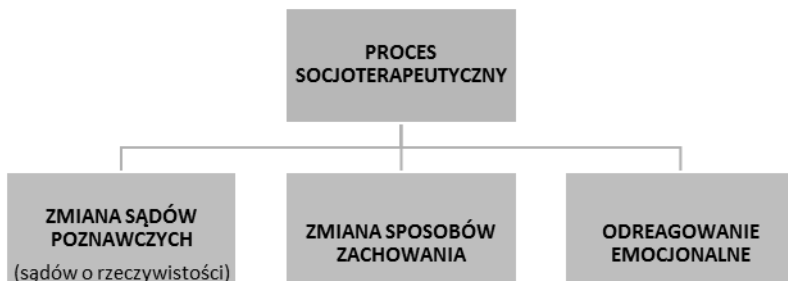 PROCES
SOCJOTERAPEUTYCZNY
ZMIANA SĄDÓW
POZNAWCZYCH
(sądów o rzeczywistości)
ZMIANA SPOSOBÓW
ZACHOWANIA
ODREAGOWANIE
EMOCJONALNE